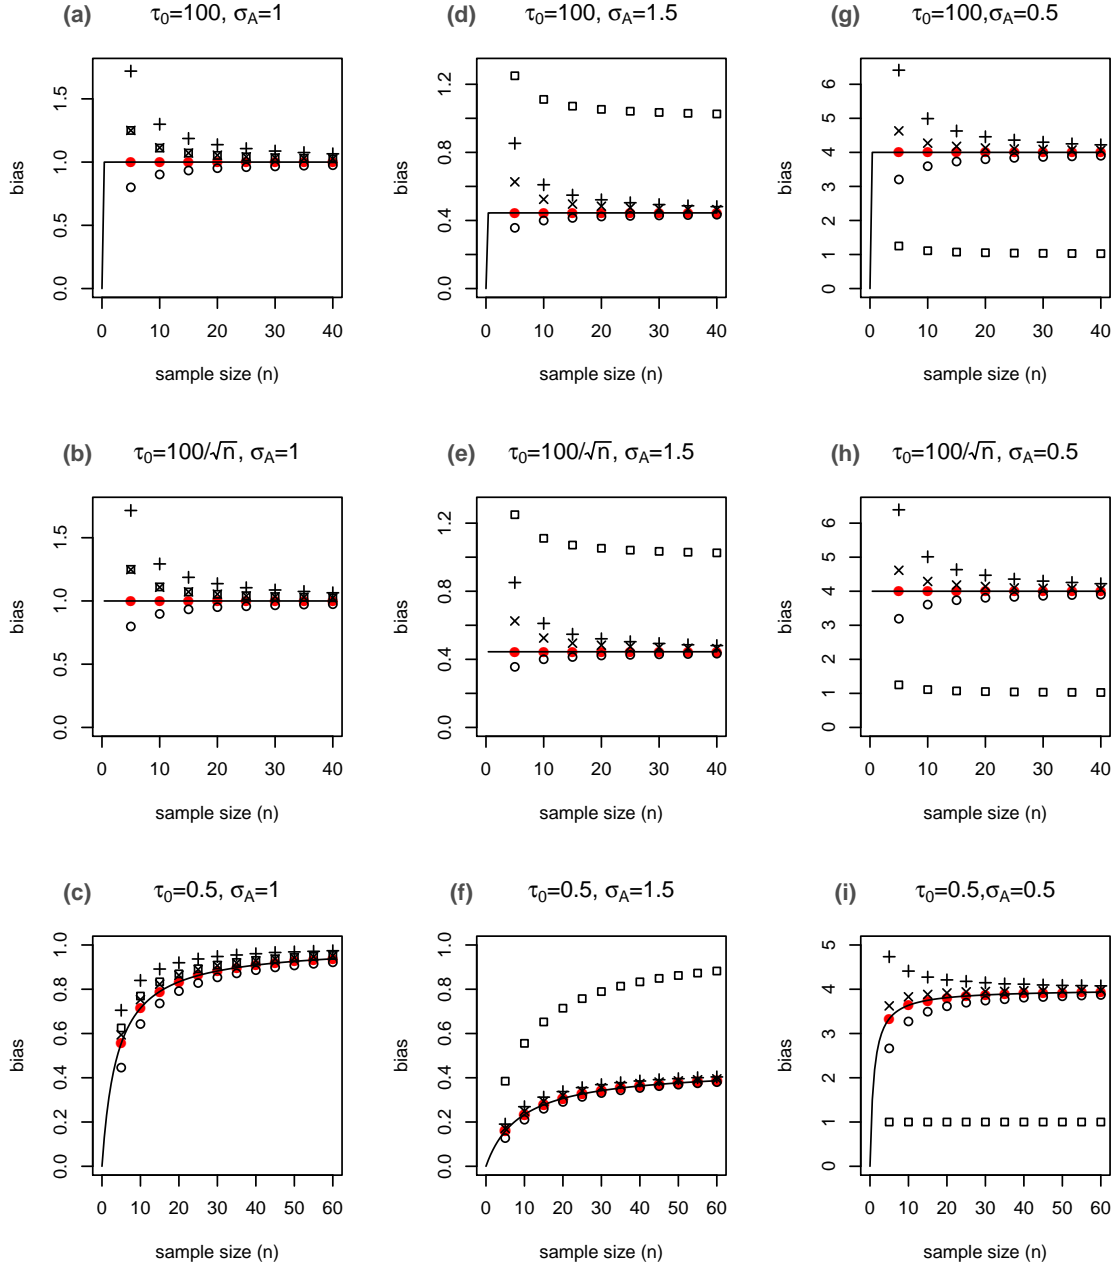 (a) τ₀=100, σ_A=1
bias
0.0 0.5 1.0 1.5
0 10 20 30 40
sample size (n)
(d) τ₀=100, σ_A=1.5
bias
0.0 0.4 0.8 1.2
0 10 20 30 40
sample size (n)
(g) τ₀=100,σ_A=0.5
bias
0 1 2 3 4 5 6
0 10 20 30 40
sample size (n)
(b) τ₀=100/√n, σ_A=1
bias
0.0 0.5 1.0 1.5
0 10 20 30 40
sample size (n)
(e) τ₀=100/√n, σ_A=1.5
bias
0.0 0.4 0.8 1.2
0 10 20 30 40
sample size (n)
(h) τ₀=100/√n, σ_A=0.5
bias
0 1 2 3 4 5 6
0 10 20 30 40
sample size (n)
(c) τ₀=0.5, σ_A=1
bias
0.0 0.2 0.4 0.6 0.8 1.0
0 10 20 30 40 50 60
sample size (n)
(f) τ₀=0.5, σ_A=1.5
bias
0.0 0.2 0.4 0.6 0.8 1.0
0 10 20 30 40 50 60
sample size (n)
(i) τ₀=0.5,σ_A=0.5
bias
0 1 2 3 4 5
0 10 20 30 40 50 60
sample size (n)